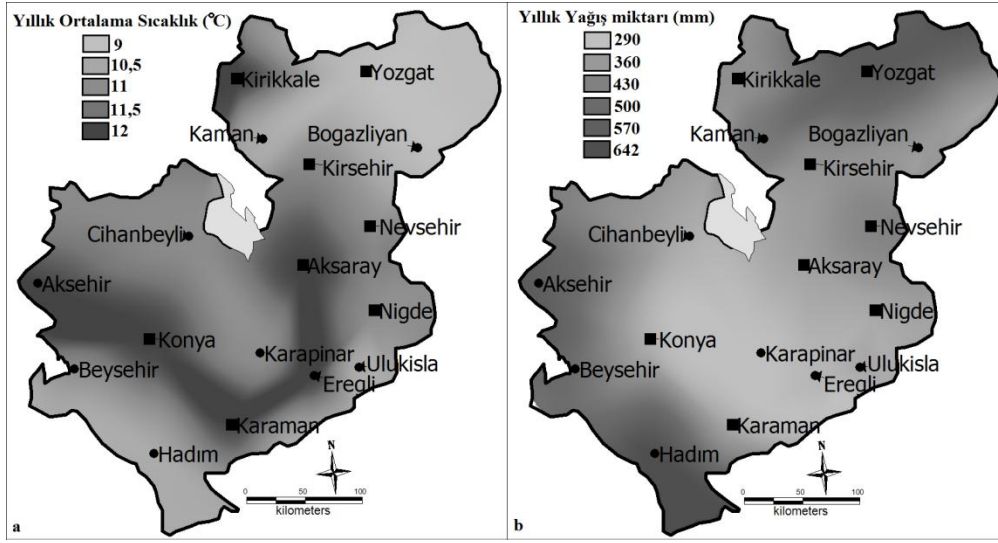 Yıllık Ortalama Sıcaklık (°C)
9
10,5
11
11,5
12
Kirikkale
Yozgat
Kaman
Bogazliyan
Kirsehir
Nevsehir
Cihanbeyli
Aksaray
Aksehir
Nigde
Konya
Karapinar
Ulukisla
Beysehir
Eregli
Karaman
Hadım
N
0 50 100
kilometers
a
Yıllık Yağış miktarı (mm)
290
360
430
500
570
642
Kirikkale
Yozgat
Kaman
Bogazliyan
Kirsehir
Nevsehir
Cihanbeyli
Aksaray
Aksehir
Nigde
Konya
Karapinar
Ulukisla
Beysehir
Eregli
Karaman
Hadım
N
0 50 100
kilometers
b